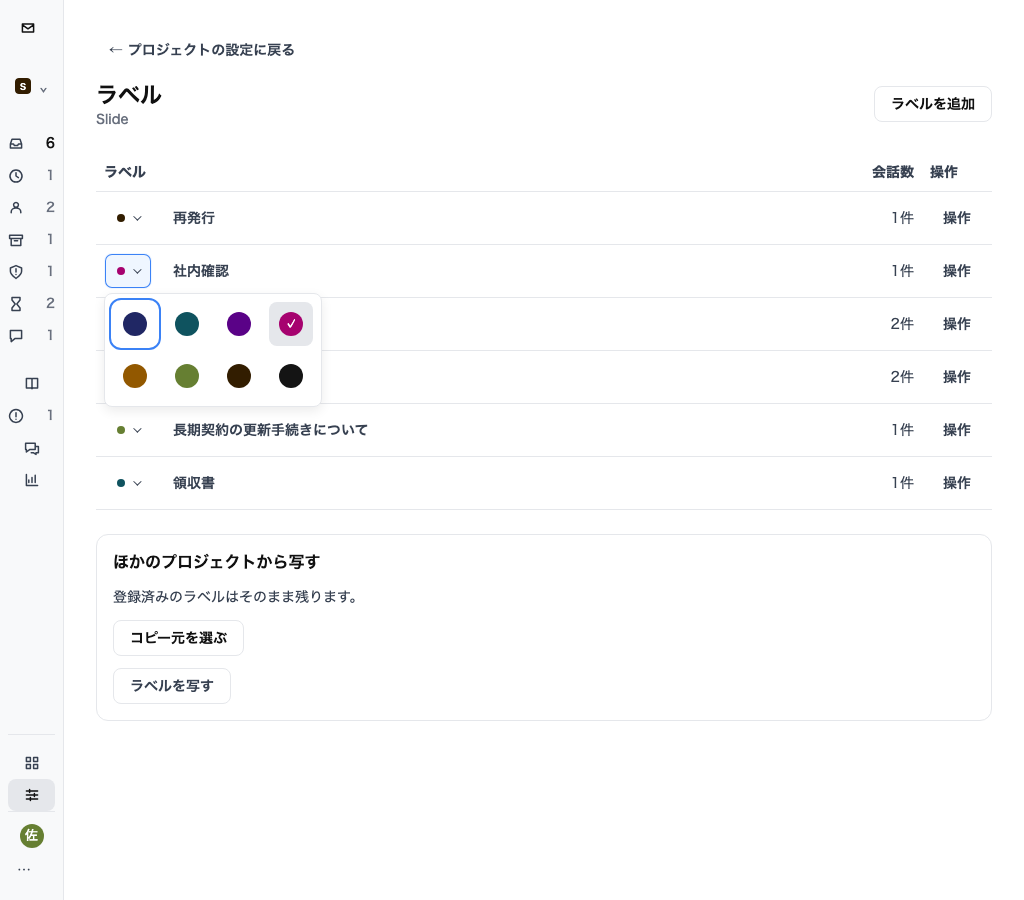 ← プロジェクトの設定に戻る
ラベル
Slide
ラベルを追加
S
6
1
2
1
1
2
1
1
ラベル 会話数 操作
再発行 1件 操作
社内確認 1件 操作
2件 操作
2件 操作
長期契約の更新手続きについて 1件 操作
領収書 1件 操作
ほかのプロジェクトから写す
登録済みのラベルはそのまま残ります。
コピー元を選ぶ
ラベルを写す
佐
…